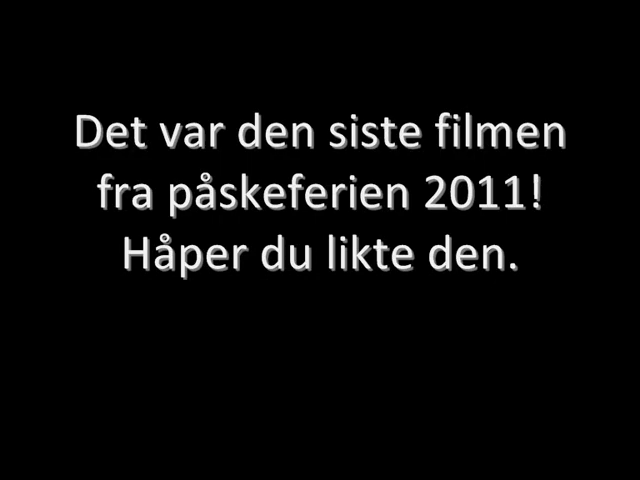 Det var den siste filmen
fra påskeferien 2011!
Håper du likte den.